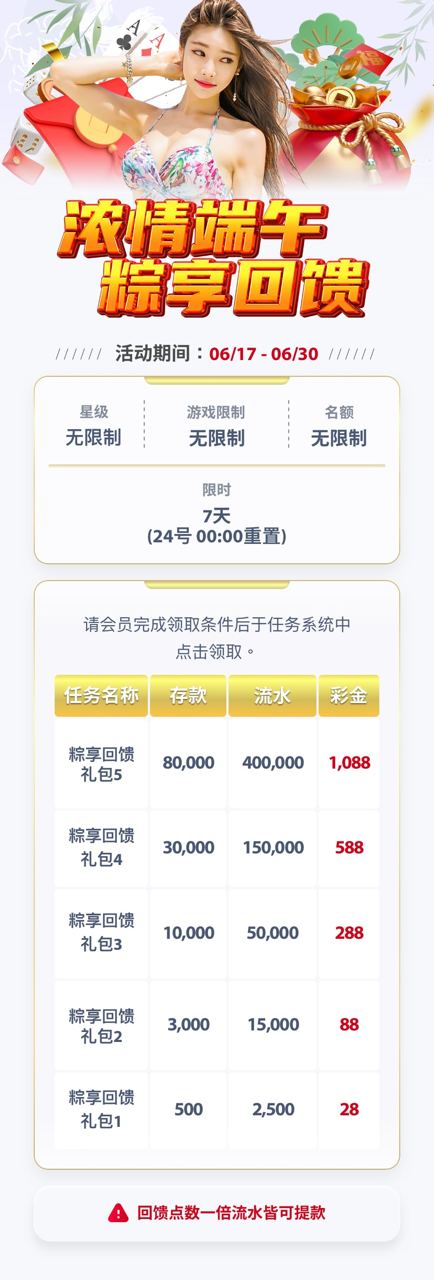 A
A
福
浓情端午
粽享回馈
活动期间：06/17 - 06/30
星级 游戏限制 名额
无限制 无限制 无限制
限时
7天
(24号 00:00重置)
请会员完成领取条件后于任务系统中
点击领取。
任务名称 存款 流水 彩金
粽享回馈
礼包5 80,000 400,000 1,088
粽享回馈
礼包4 30,000 150,000 588
粽享回馈
礼包3 10,000 50,000 288
粽享回馈
礼包2 3,000 15,000 88
粽享回馈
礼包1 500 2,500 28
回馈点数一倍流水皆可提款